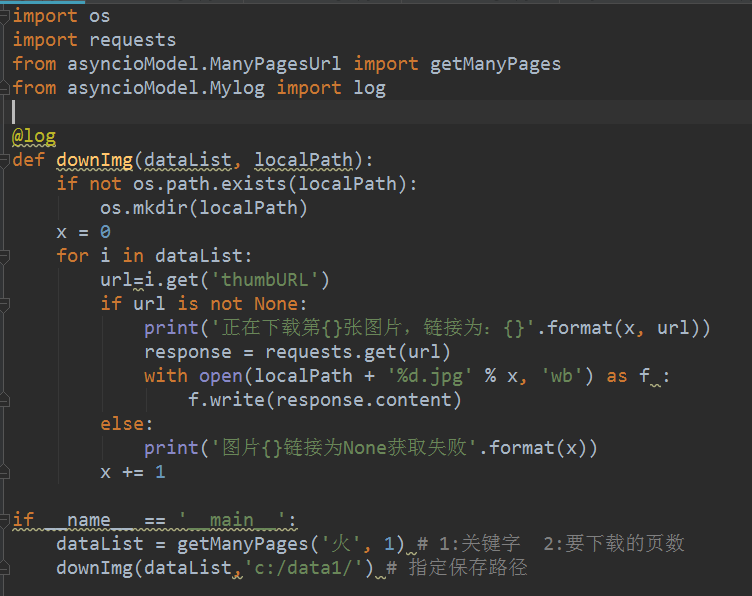 import os
import requests
from asyncioModel.ManyPagesUrl import getManyPages
from asyncioModel.Mylog import log
@log
def downImg(dataList, localPath):
    if not os.path.exists(localPath):
        os.mkdir(localPath)
    x = 0
    for i in dataList:
        url=i.get('thumbURL')
        if url is not None:
            print('正在下载第{}张图片，链接为：{}'.format(x, url))
            response = requests.get(url)
            with open(localPath + '%d.jpg' % x, 'wb') as f :
                f.write(response.content)
        else:
            print('图片{}链接为None获取失败'.format(x))
        x += 1
if __name__ == '__main__':
    dataList = getManyPages('火', 1) # 1:关键字  2:要下载的页数
    downImg(dataList,'c:/data1/') # 指定保存路径